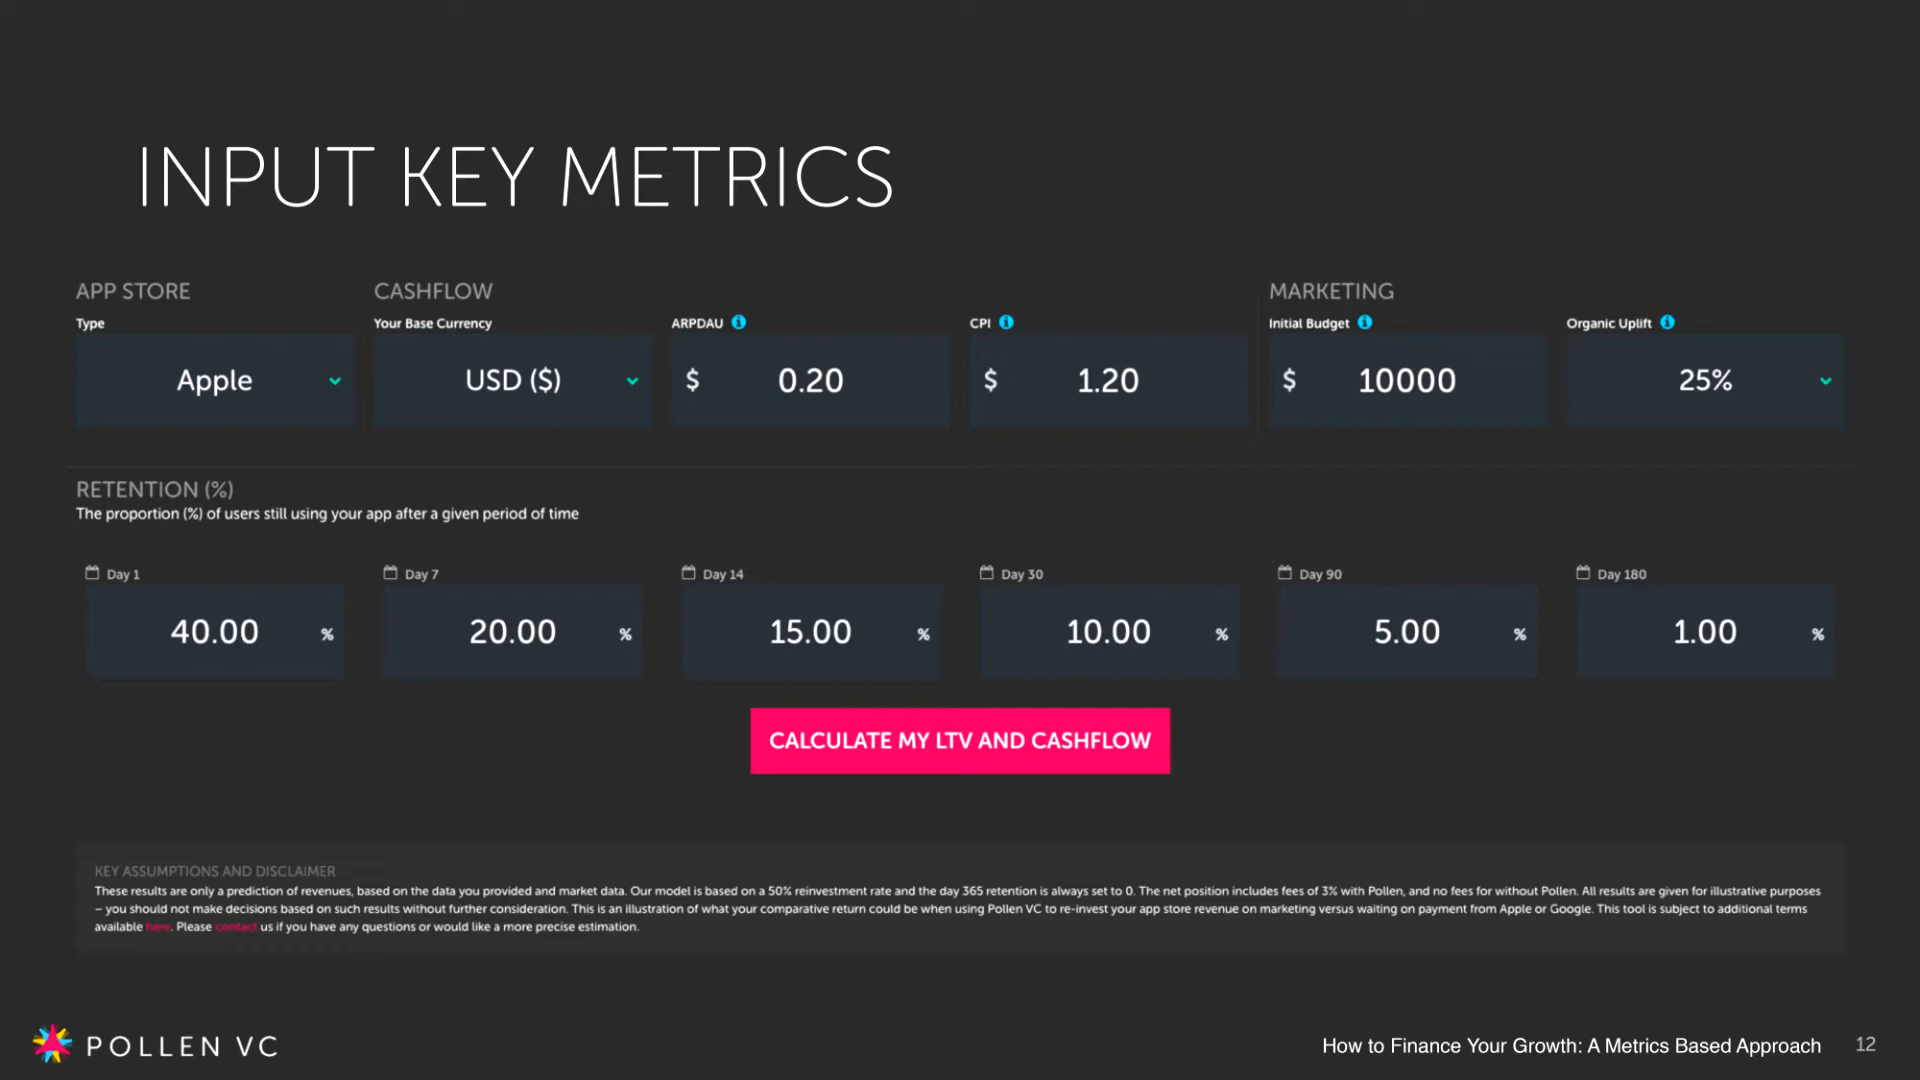 INPUT KEY METRICS
APP STORE
CASHFLOW
MARKETING
Type
Your Base Currency
ARPDAU
CPI
Initial Budget
Organic Uplift
Apple
USD ($)
$ 0.20
$ 1.20
$ 10000
25%
RETENTION (%)
The proportion (%) of users still using your app after a given period of time
Day 1
Day 7
Day 14
Day 30
Day 90
Day 180
40.00 %
20.00 %
15.00 %
10.00 %
5.00 %
1.00 %
CALCULATE MY LTV AND CASHFLOW
KEY ASSUMPTIONS AND DISCLAIMER
These results are only a prediction of revenues, based on the data you provided and market data. Our model is based on a 50% reinvestment rate and the day 365 retention is always set to 0. The net position includes fees of 3% with Pollen, and no fees for without Pollen. All results are given for illustrative purposes
– you should not make decisions based on such results without further consideration. This is an illustration of what your comparative return could be when using Pollen VC to re-invest your app store revenue on marketing versus waiting on payment from Apple or Google. This tool is subject to additional terms
available here. Please contact us if you have any questions or would like a more precise estimation.
POLLEN VC
How to Finance Your Growth: A Metrics Based Approach
12